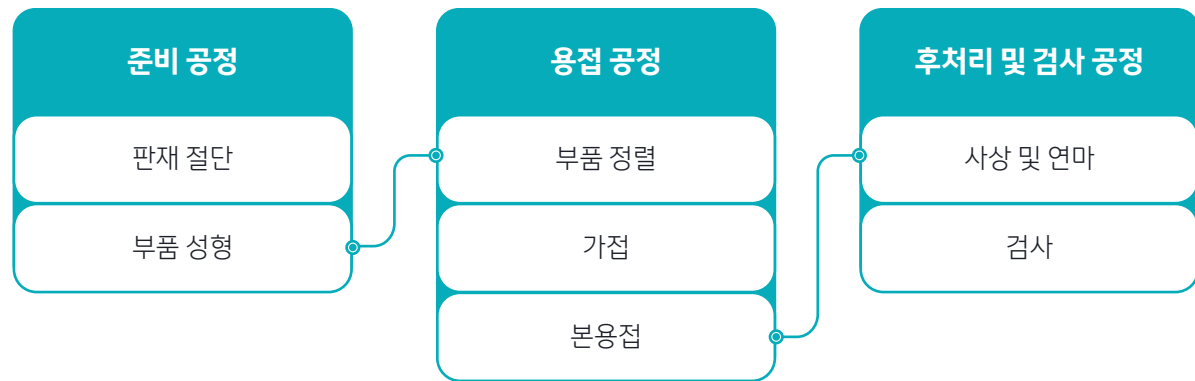 준비 공정
판재 절단
부품 성형
용접 공정
부품 정렬
가접
본용접
후처리 및 검사 공정
사상 및 연마
검사